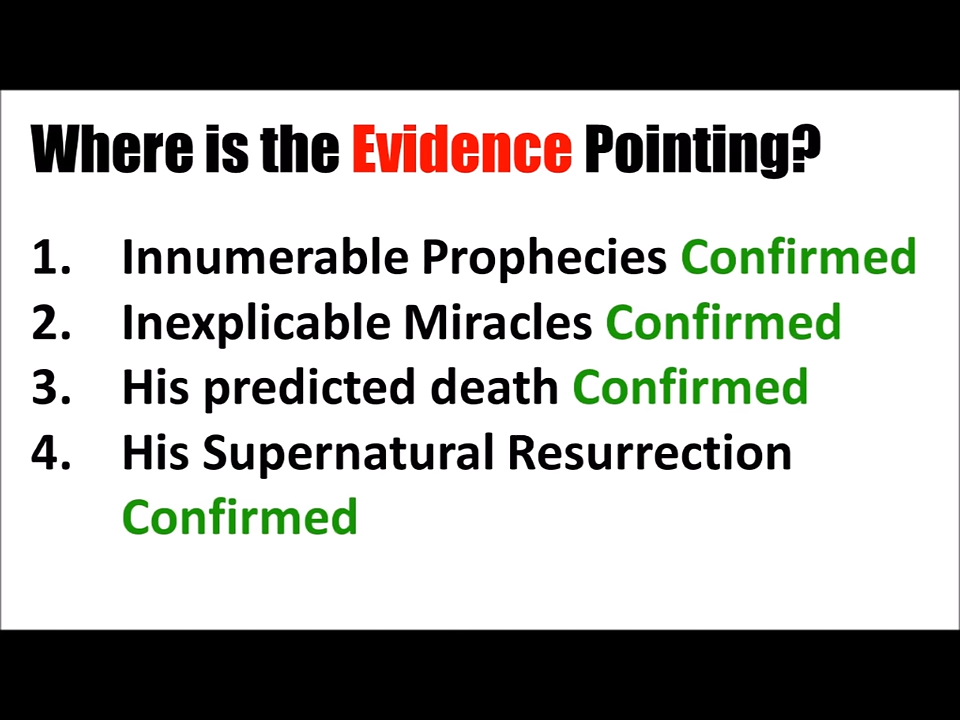 Where is the Evidence Pointing?
1. Innumerable Prophecies Confirmed
2. Inexplicable Miracles Confirmed
3. His predicted death Confirmed
4. His Supernatural Resurrection
Confirmed